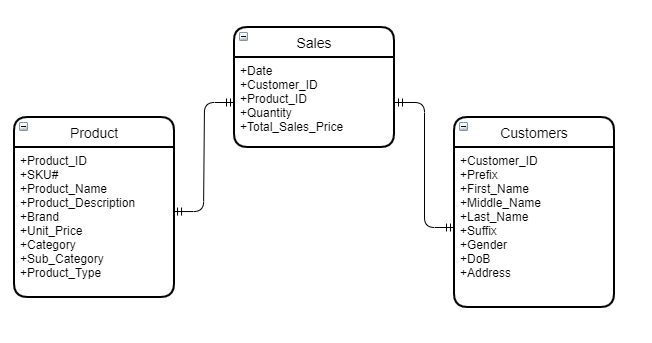 Sales
+Date
+Customer_ID
+Product_ID
+Quantity
+Total_Sales_Price
Product
+Product_ID
+SKU#
+Product_Name
+Product_Description
+Brand
+Unit_Price
+Category
+Sub_Category
+Product_Type
Customers
+Customer_ID
+Prefix
+First_Name
+Middle_Name
+Last_Name
+Suffix
+Gender
+DoB
+Address